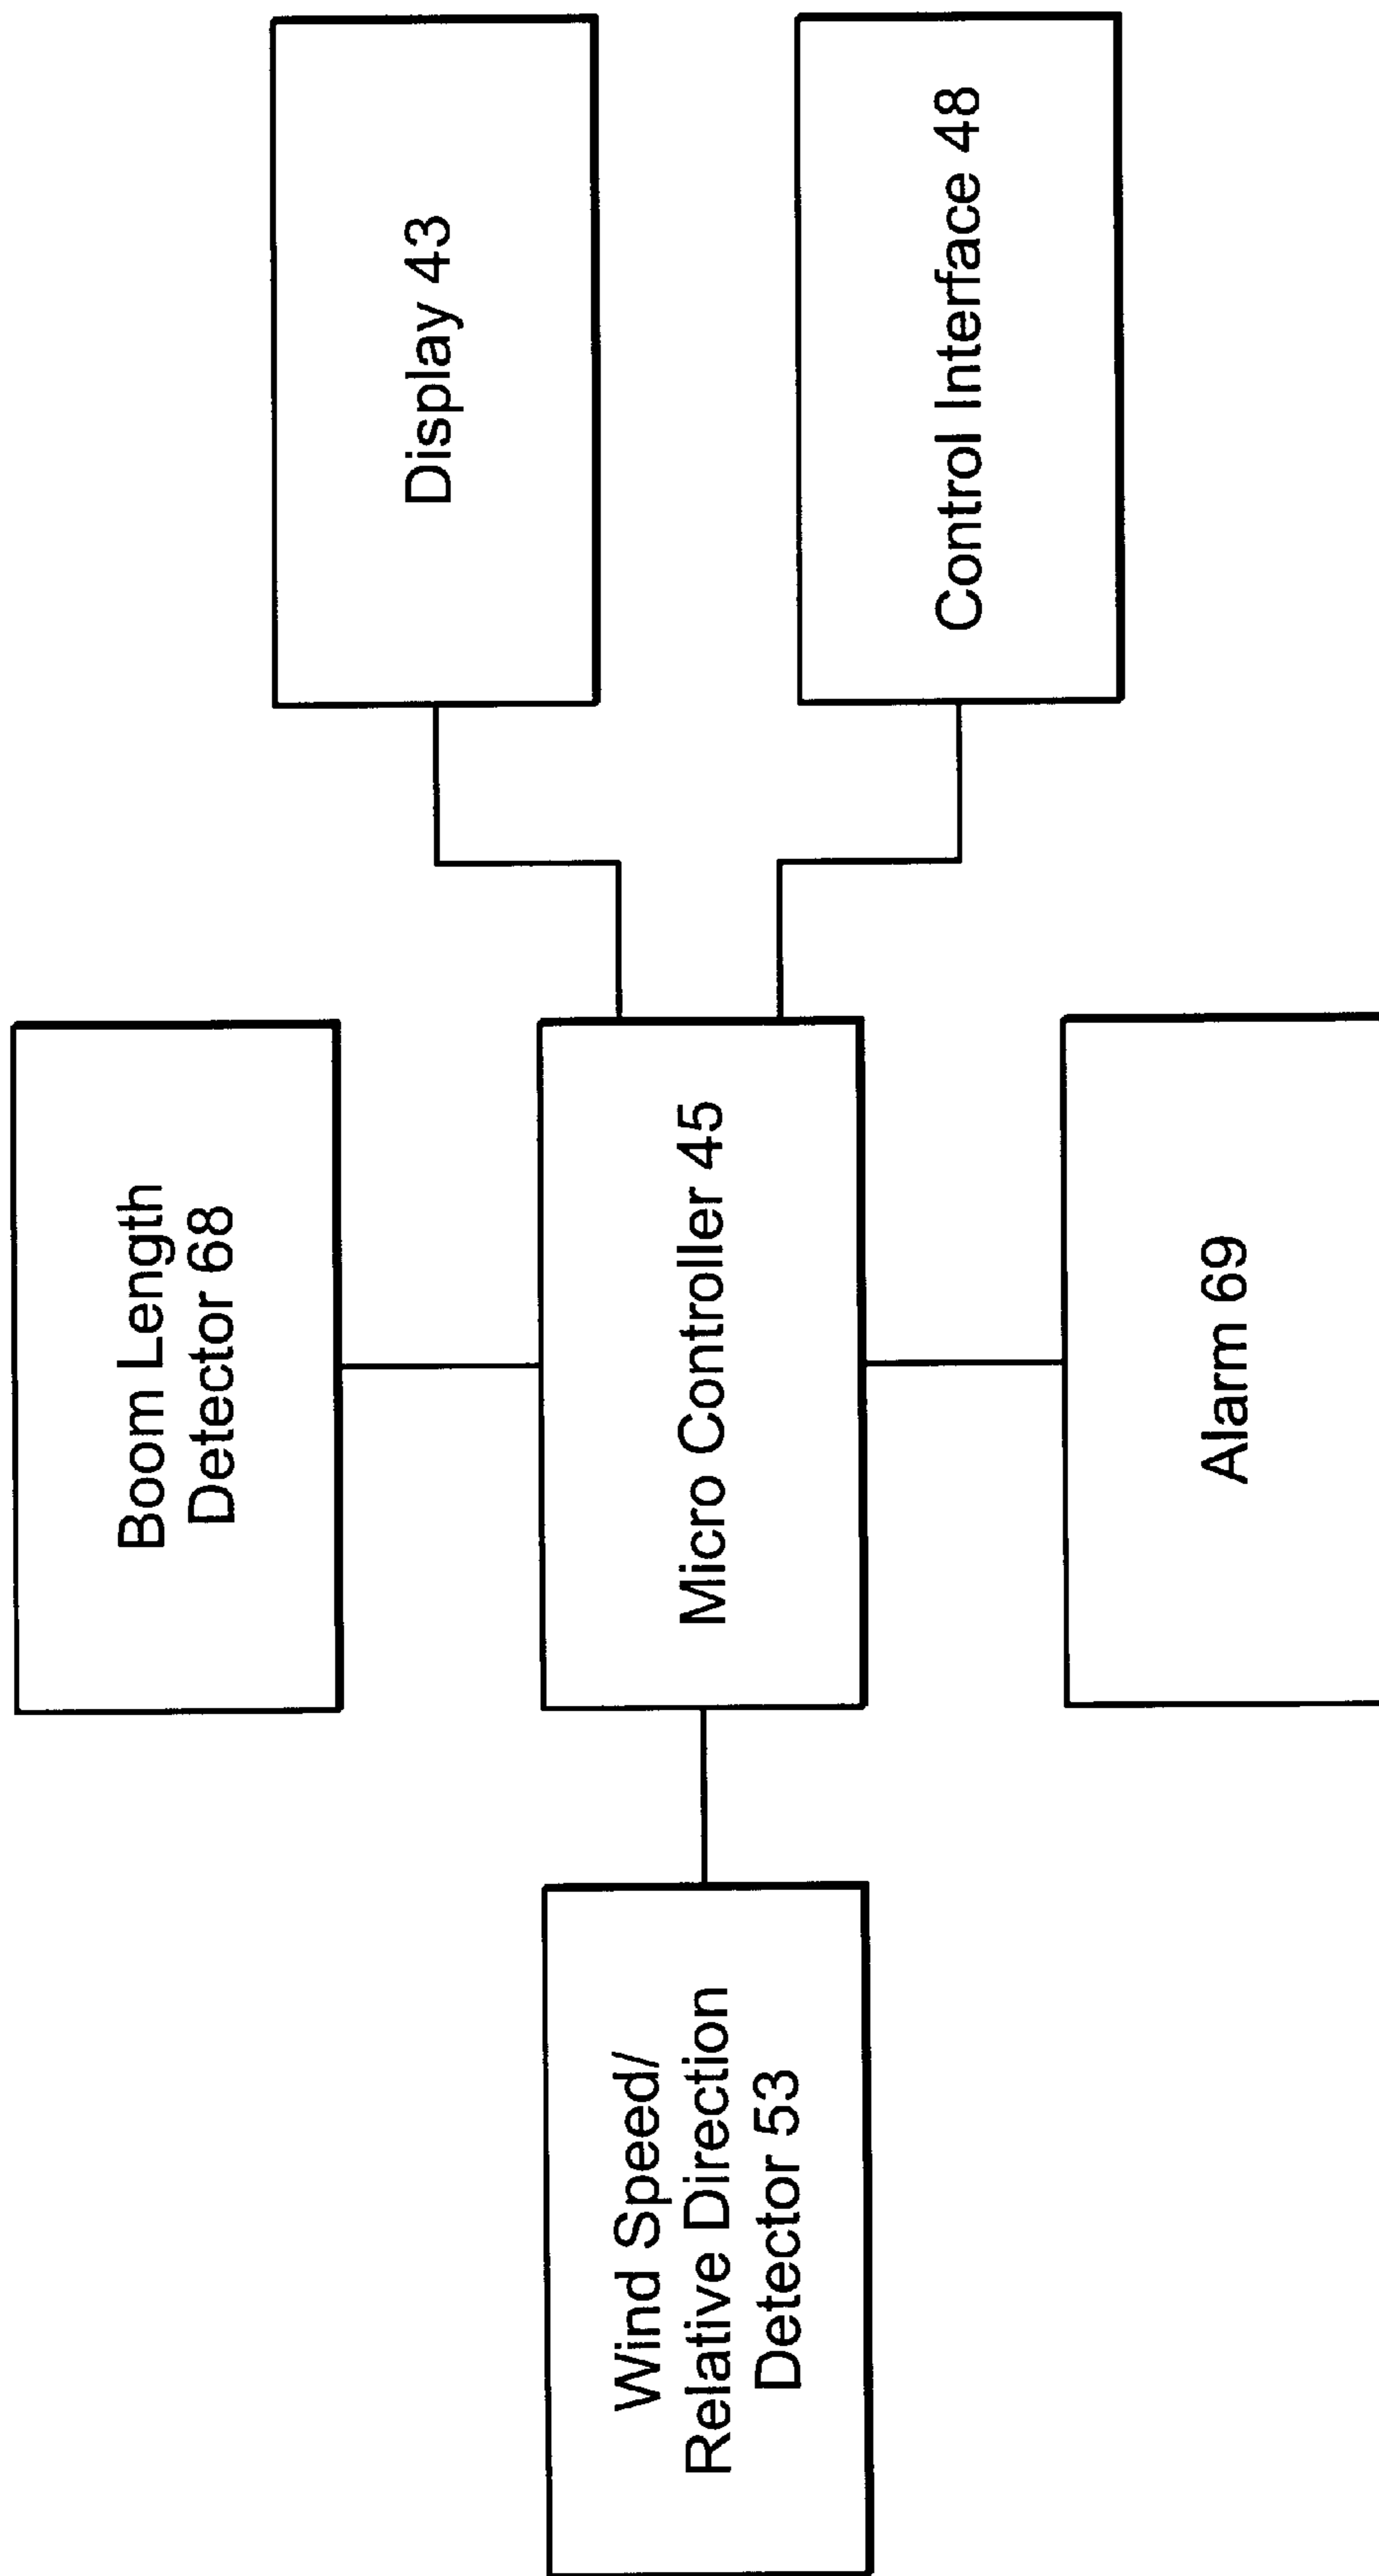 Boom Length
Detector 68
Display 43
Wind Speed/
Relative Direction
Detector 53
Micro Controller 45
Control Interface 48
Alarm 69